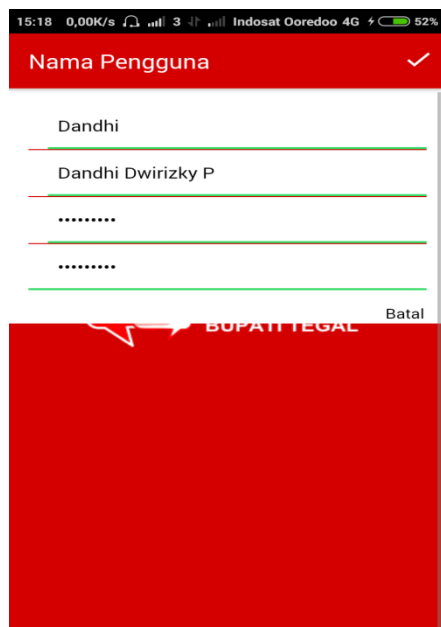 15:18 0,00K/s 3 Indosat Ooredoo 4G 52%
Nama Pengguna
Dandhi
Dandhi Dwirizky P
•••••••••
•••••••••
Batal
BUPATI TEGAL